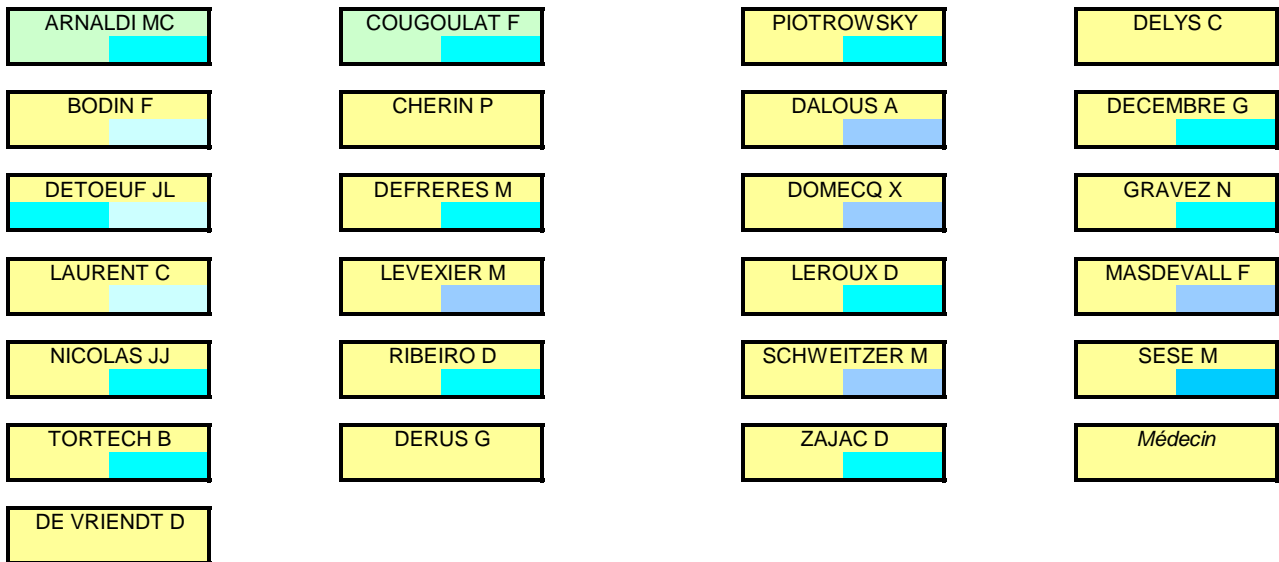 ARNALDI MC
COUGOULAT F
PIOTROWSKY
DELYS C
BODIN F
CHERIN P
DALOUS A
DECEMBRE G
DETOEUF JL
DEFRERES M
DOMECQ X
GRAVEZ N
LAURENT C
LEVEXIER M
LEROUX D
MASDEVALL F
NICOLAS JJ
RIBEIRO D
SCHWEITZER M
SESE M
TORTECH B
DERUS G
ZAJAC D
Médecin
DE VRIENDT D